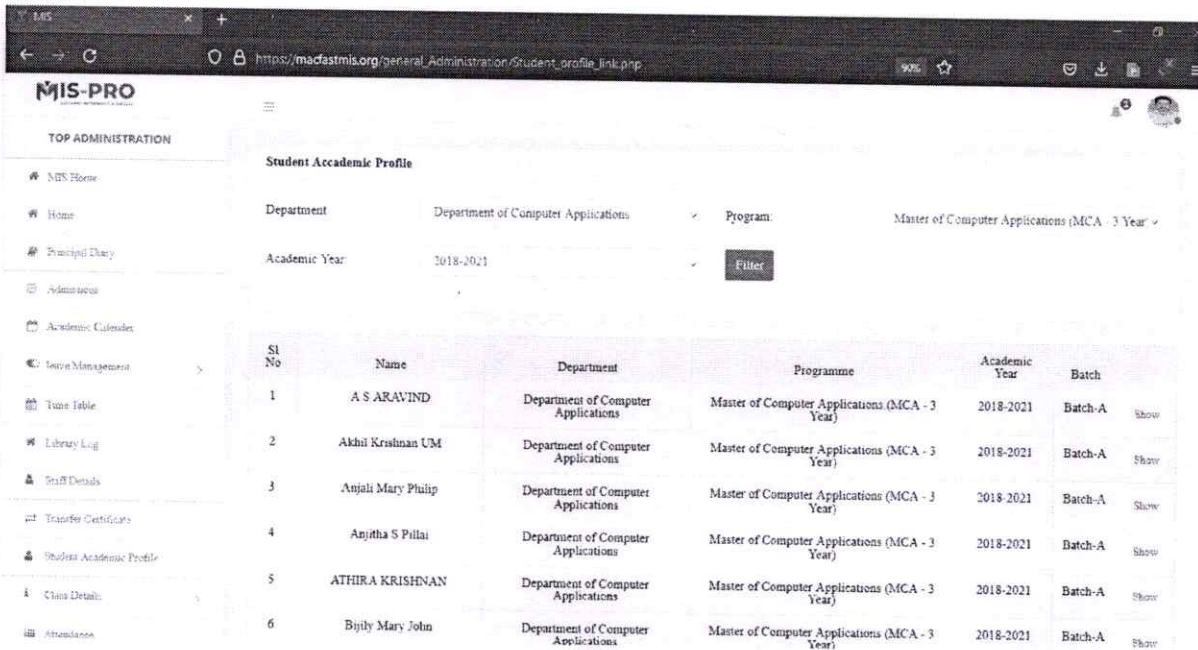 MIS
https://macfastmis.org/general_Administration/Student_profile_link.php
90%
MIS-PRO
2
TOP ADMINISTRATION
Student Accademic Profile
MIS Home
Home
Department
Department of Computer Applications
Program:
Master of Computer Applications (MCA - 3 Year
Principal Diary
Academic Year
2018-2021
Filter
Admissions
Academic Calender
Leave Management
Time Table
Library Log
Staff Details
Transfer Certificate
Student Academic Profile
Class Details
Attendance
Sl No Name Department Programme Academic Year Batch
1 A S ARAVIND Department of Computer Applications Master of Computer Applications (MCA - 3 Year) 2018-2021 Batch-A Show
2 Akhil Krishnan UM Department of Computer Applications Master of Computer Applications (MCA - 3 Year) 2018-2021 Batch-A Show
3 Anjali Mary Philip Department of Computer Applications Master of Computer Applications (MCA - 3 Year) 2018-2021 Batch-A Show
4 Anjitha S Pillai Department of Computer Applications Master of Computer Applications (MCA - 3 Year) 2018-2021 Batch-A Show
5 ATHIRA KRISHNAN Department of Computer Applications Master of Computer Applications (MCA - 3 Year) 2018-2021 Batch-A Show
6 Bijily Mary John Department of Computer Applications Master of Computer Applications (MCA - 3 Year) 2018-2021 Batch-A Show